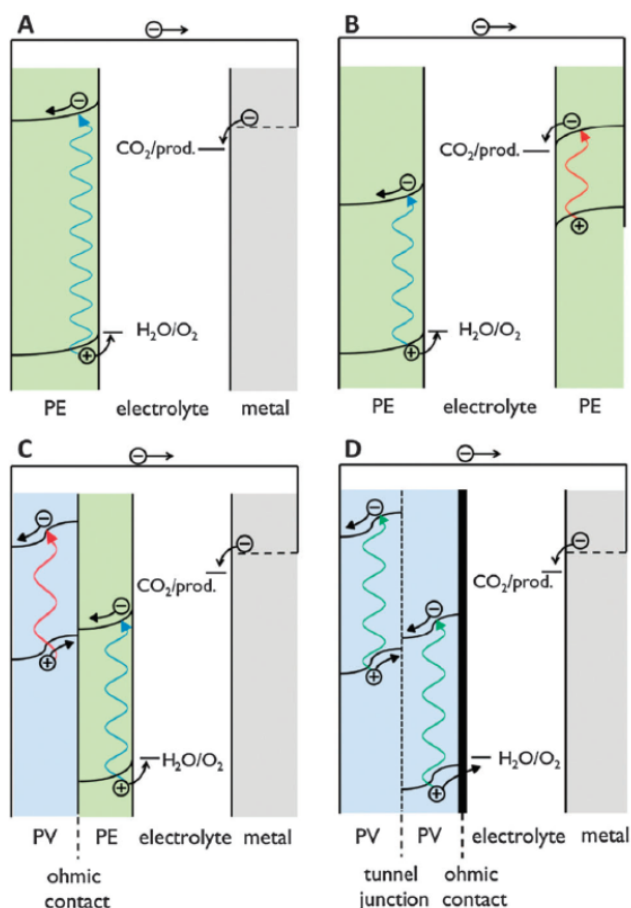 A
⊖→
⊖
CO₂/prod.
⊖
H₂O/O₂
⊕
PE electrolyte metal
B
⊖→
⊖
CO₂/prod.
⊖
⊕
H₂O/O₂
⊕
PE electrolyte PE
C
⊖→
⊖
⊖
CO₂/prod.
⊖
⊕
H₂O/O₂
⊕
PV PE electrolyte metal
ohmic
contact
D
⊖→
⊖
⊖
CO₂/prod.
⊖
⊕
H₂O/O₂
⊕
PV PV electrolyte metal
tunnel ohmic
junction contact